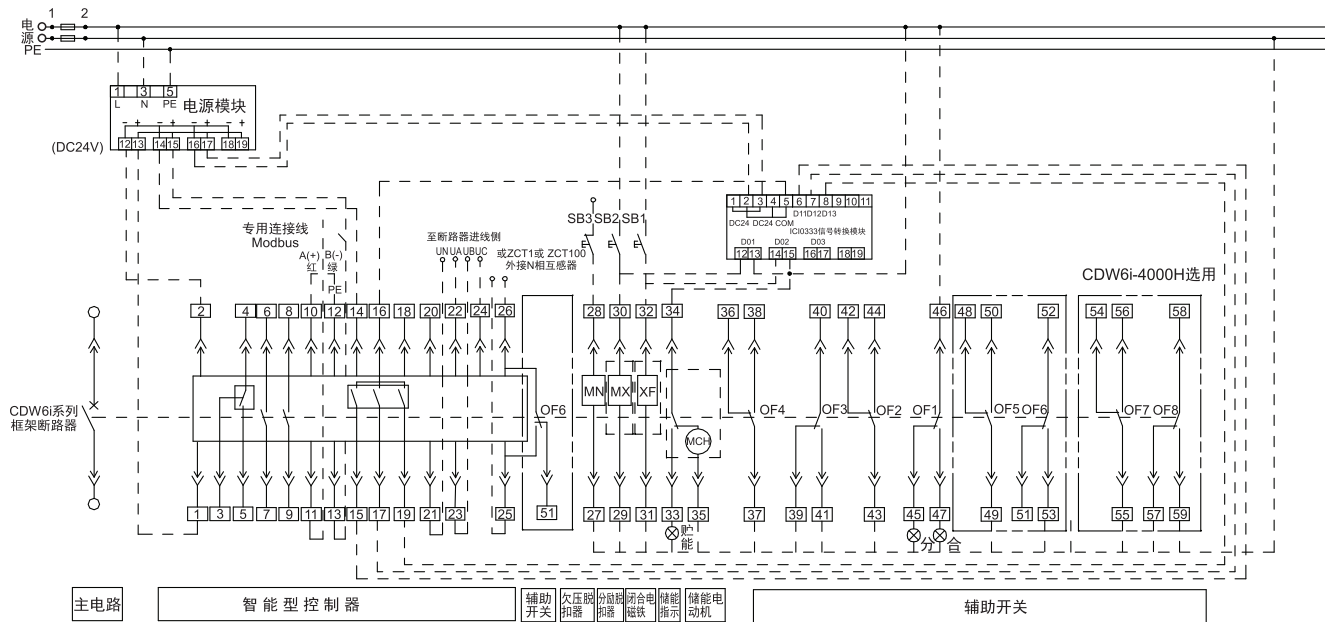 1 2
电
源
PE
1 3 5
L N PE 电源模块
- + - + - + - +
12 13 14 15 16 17 18 19
(DC24V)
1 2 3 4 5 6 7 8 9 10 11
D11D12D13
DC24 DC24 COM
ICI0333信号转换模块
D01 D02 D03
12 13 14 15 16 17 18 19
SB3 SB2 SB1
专用连接线
Modbus
A(+) B(-)
红 绿
PE
至断路器进线侧
UN UA UB UC
或ZCT1或 ZCT100
外接N相互感器
CDW6i-4000H选用
2 4 6 8 10 12 14 16 18 20 22 24 26 28 30 32 34 36 38 40 42 44 46 48 50 52 54 56 58
CDW6i系列
框架断路器
MN MX XF MCH
OF6 OF4 OF3 OF2 OF1 OF5 OF6 OF7 OF8
1 3 5 7 9 11 13 15 17 19 21 23 25 51 27 29 31 33 35 37 39 41 43 45 47 49 51 53 55 57 59
贮
能
分 合
主电路
智能型控制器
辅助
开关
欠压脱
扣器
分励脱
扣器
闭合电
磁铁
储能
指示
储能电
动机
辅助开关